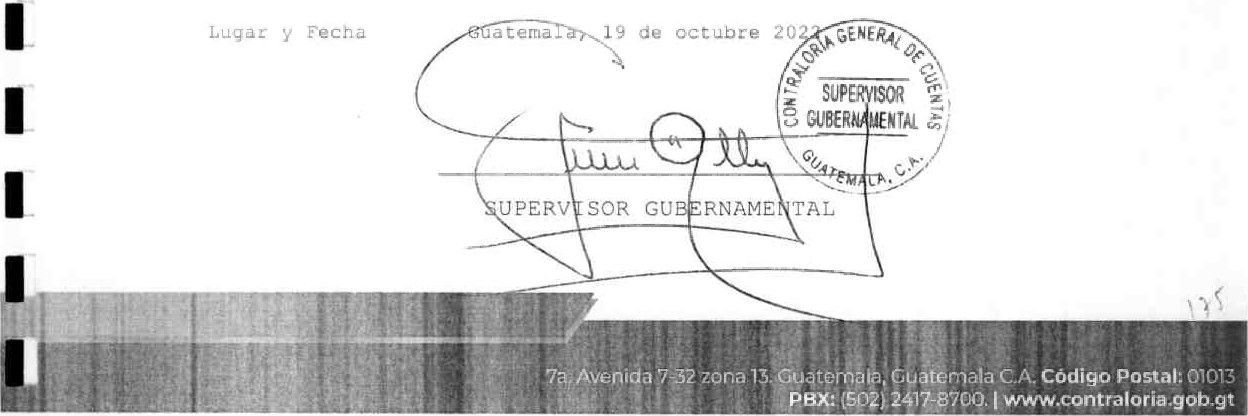 Lugar y Fecha Guatemala, 19 de octubre 2022
CONTRALORÍA GENERAL DE CUENTAS
SUPERVISOR
GUBERNAMENTAL
GUATEMALA, C.A.
SUPERVISOR GUBERNAMENTAL
175
7a. Avenida 7-32 zona 13. Guatemala, Guatemala C.A. Código Postal: 01013
PBX: (502) 2417-8700. | www.contraloria.gob.gt